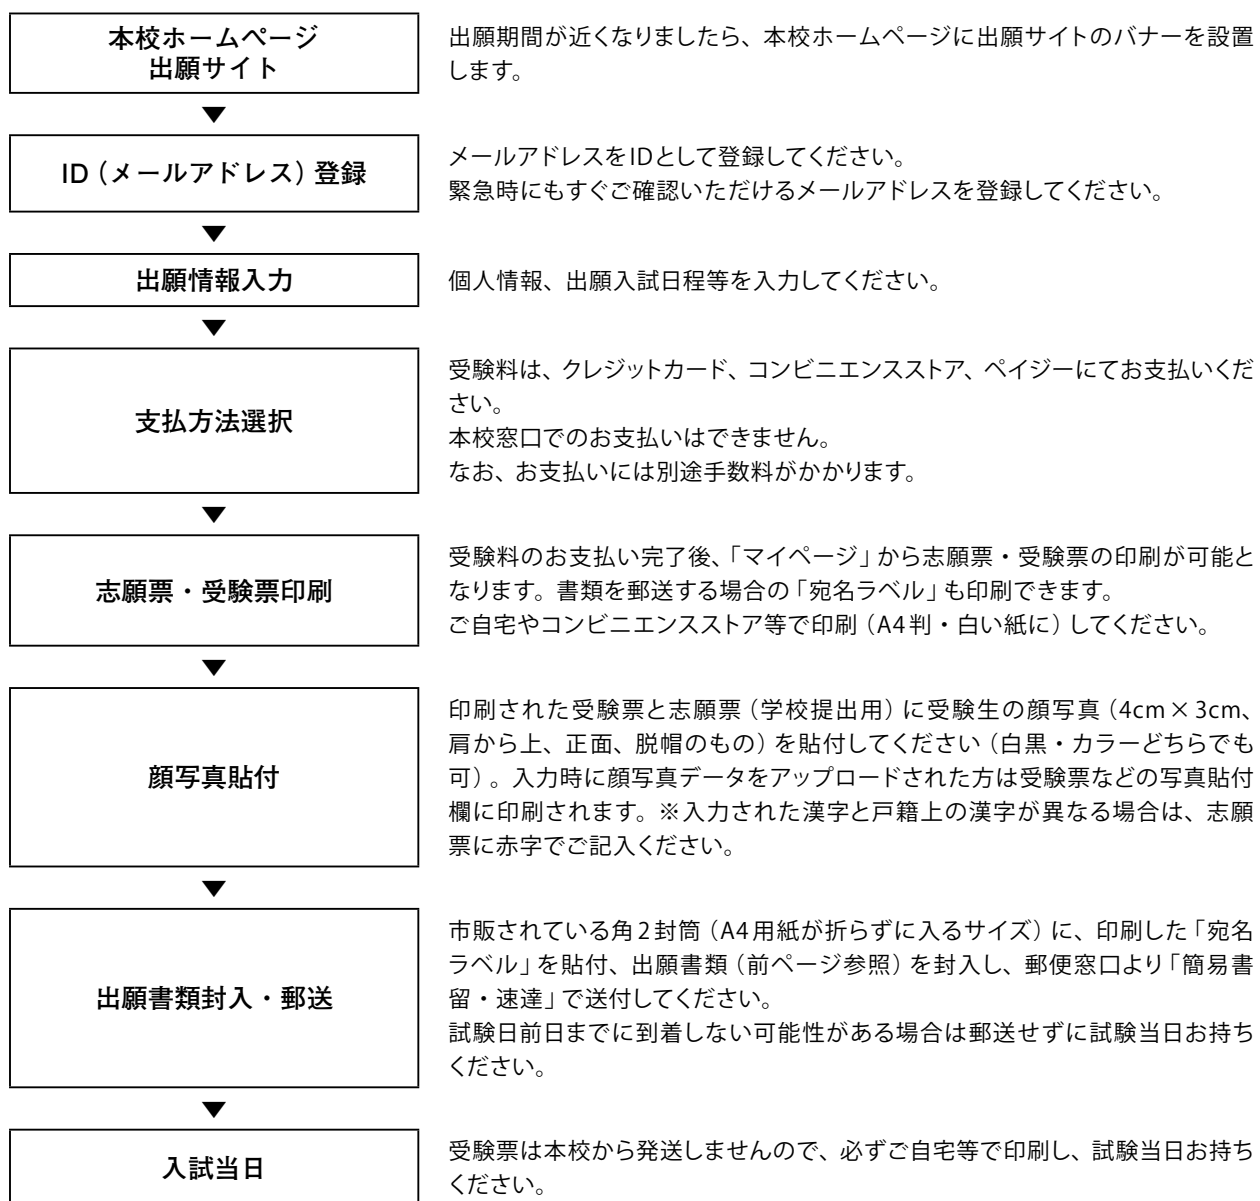 本校ホームページ
出願サイト
出願期間が近くなりましたら、本校ホームページに出願サイトのバナーを設置
します。
▼
ID（メールアドレス）登録
メールアドレスをIDとして登録してください。
緊急時にもすぐご確認いただけるメールアドレスを登録してください。
▼
出願情報入力
個人情報、出願入試日程等を入力してください。
▼
支払方法選択
受験料は、クレジットカード、コンビニエンスストア、ペイジーにてお支払いくだ
さい。
本校窓口でのお支払いはできません。
なお、お支払いには別途手数料がかかります。
▼
志願票・受験票印刷
受験料のお支払い完了後、「マイページ」から志願票・受験票の印刷が可能と
なります。書類を郵送する場合の「宛名ラベル」も印刷できます。
ご自宅やコンビニエンスストア等で印刷（A4判・白い紙に）してください。
▼
顔写真貼付
印刷された受験票と志願票（学校提出用）に受験生の顔写真（4cm×3cm、
肩から上、正面、脱帽のもの）を貼付してください（白黒・カラーどちらでも
可）。入力時に顔写真データをアップロードされた方は受験票などの写真貼付
欄に印刷されます。※入力された漢字と戸籍上の漢字が異なる場合は、志願
票に赤字でご記入ください。
▼
出願書類封入・郵送
市販されている角2封筒（A4用紙が折らずに入るサイズ）に、印刷した「宛名
ラベル」を貼付、出願書類（前ページ参照）を封入し、郵便窓口より「簡易書
留・速達」で送付してください。
試験日前日までに到着しない可能性がある場合は郵送せずに試験当日お持ち
ください。
▼
入試当日
受験票は本校から発送しませんので、必ずご自宅等で印刷し、試験当日お持ち
ください。